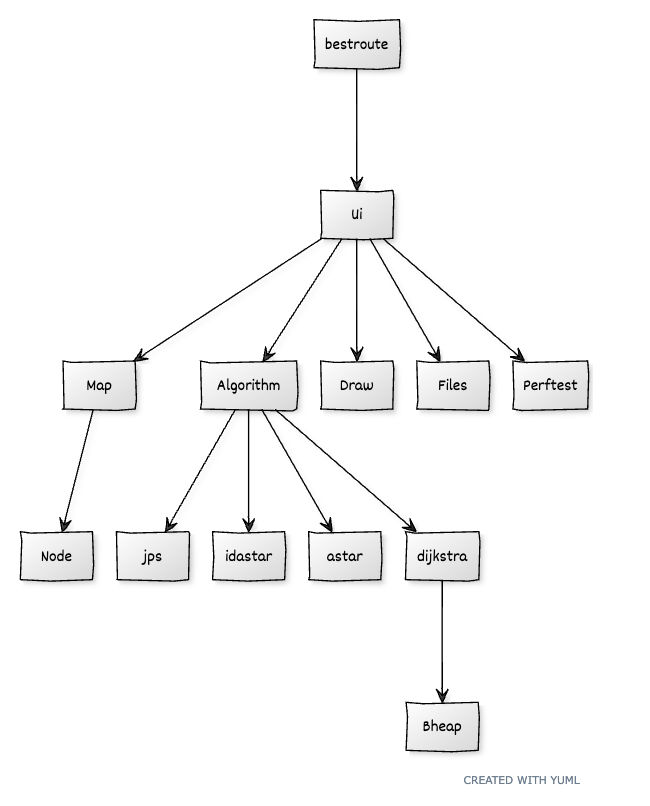 bestroute
Ui
Map
Algorithm
Draw
Files
Perftest
Node
jps
idastar
astar
dijkstra
Bheap
CREATED WITH YUML